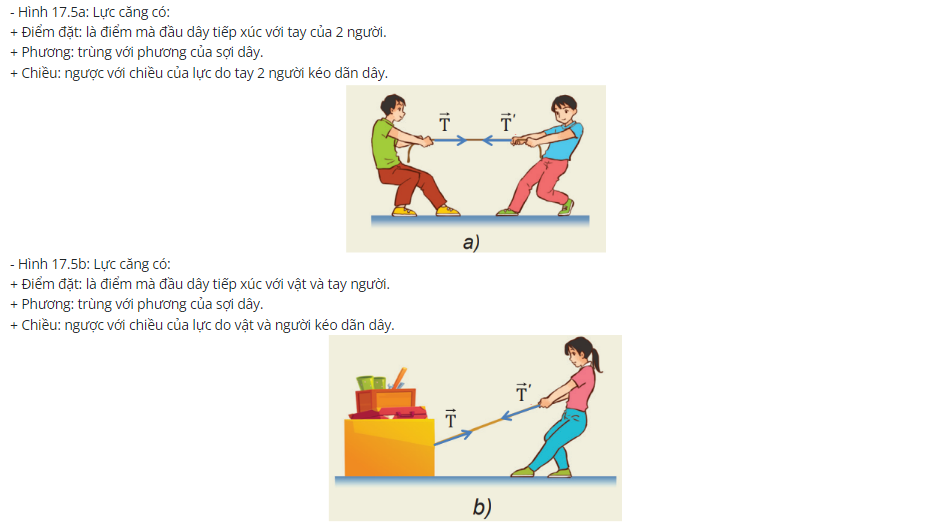 - Hình 17.5a: Lực căng có:
+ Điểm đặt: là điểm mà đầu dây tiếp xúc với tay của 2 người.
+ Phương: trùng với phương của sợi dây.
+ Chiều: ngược với chiều của lực do tay 2 người kéo dãn dây.
T⃗ T⃗'
a)
- Hình 17.5b: Lực căng có:
+ Điểm đặt: là điểm mà đầu dây tiếp xúc với vật và tay người.
+ Phương: trùng với phương của sợi dây.
+ Chiều: ngược với chiều của lực do vật và người kéo dãn dây.
T⃗'
T⃗
b)